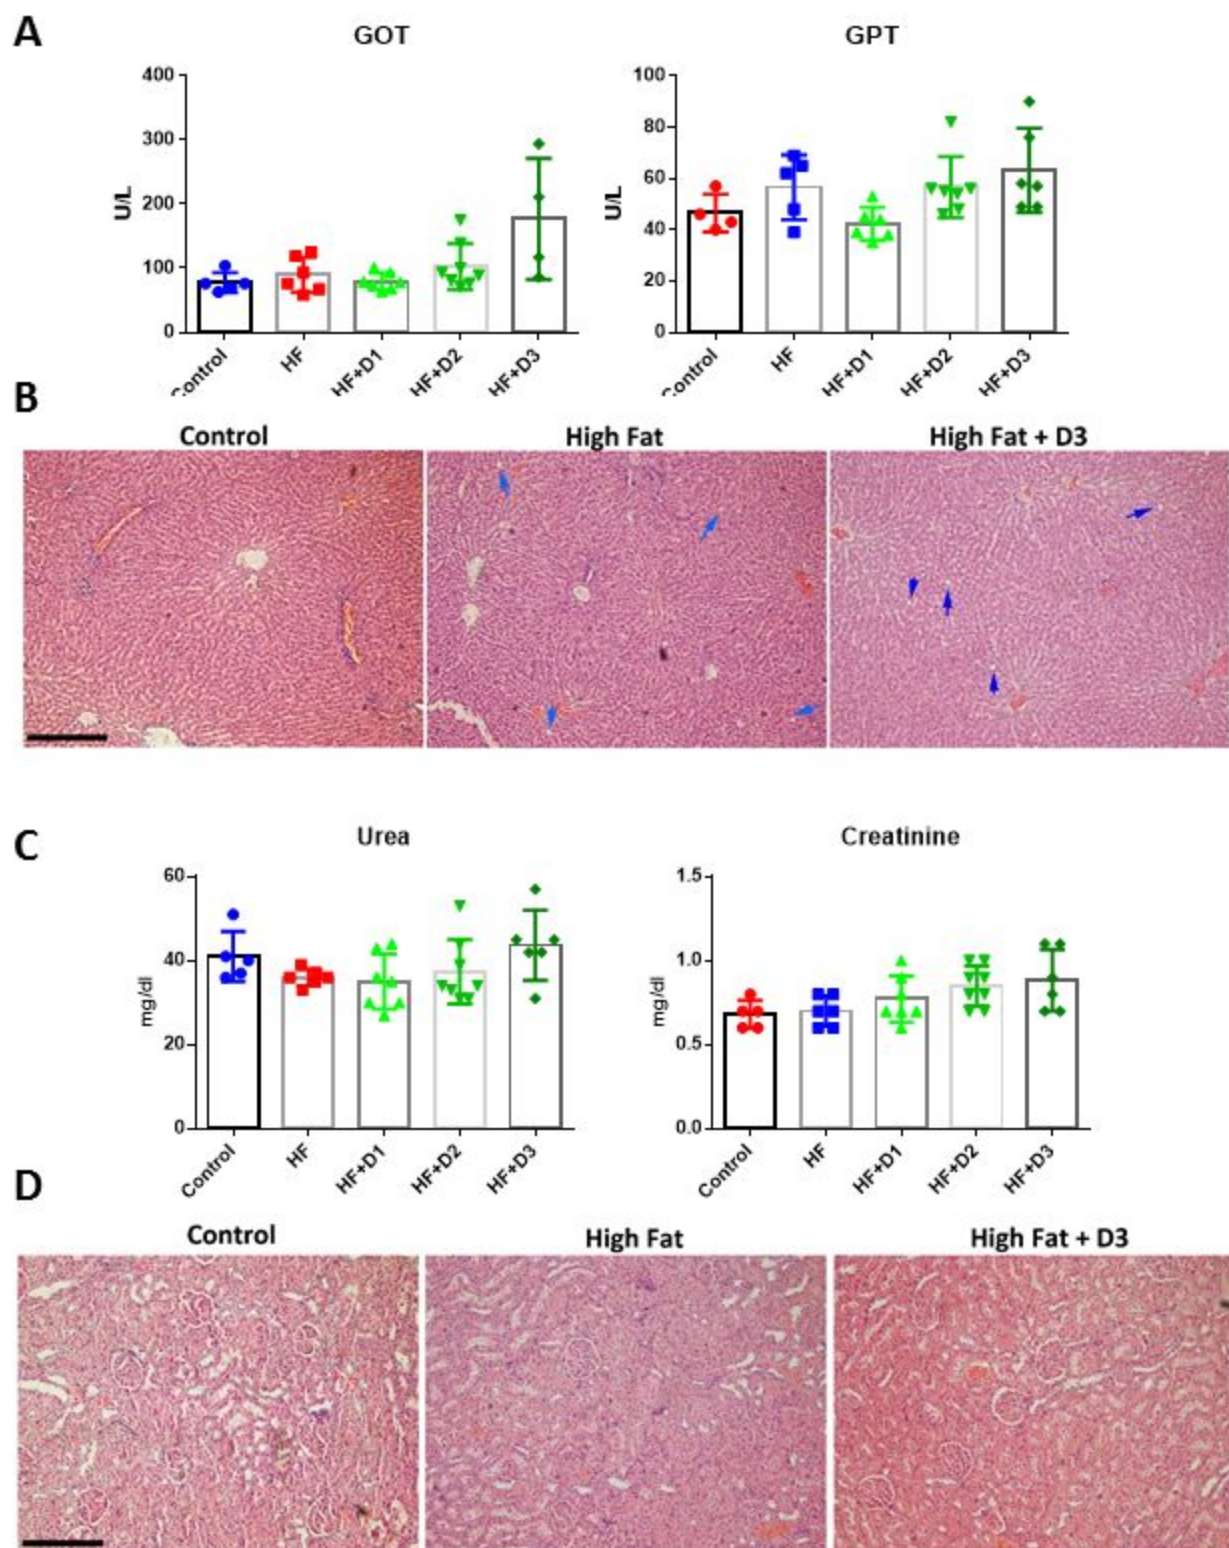 A
GOT
GPT
400
300
200
100
0
U/L
Control
HF
HF+D1
HF+D2
HF+D3
100
80
60
40
20
0
U/L
Control
HF
HF+D1
HF+D2
HF+D3
B
Control
High Fat
High Fat + D3
C
Urea
Creatinine
60
40
20
0
mg/dl
Control
HF
HF+D1
HF+D2
HF+D3
1.5
1.0
0.5
0.0
mg/dl
Control
HF
HF+D1
HF+D2
HF+D3
D
Control
High Fat
High Fat + D3